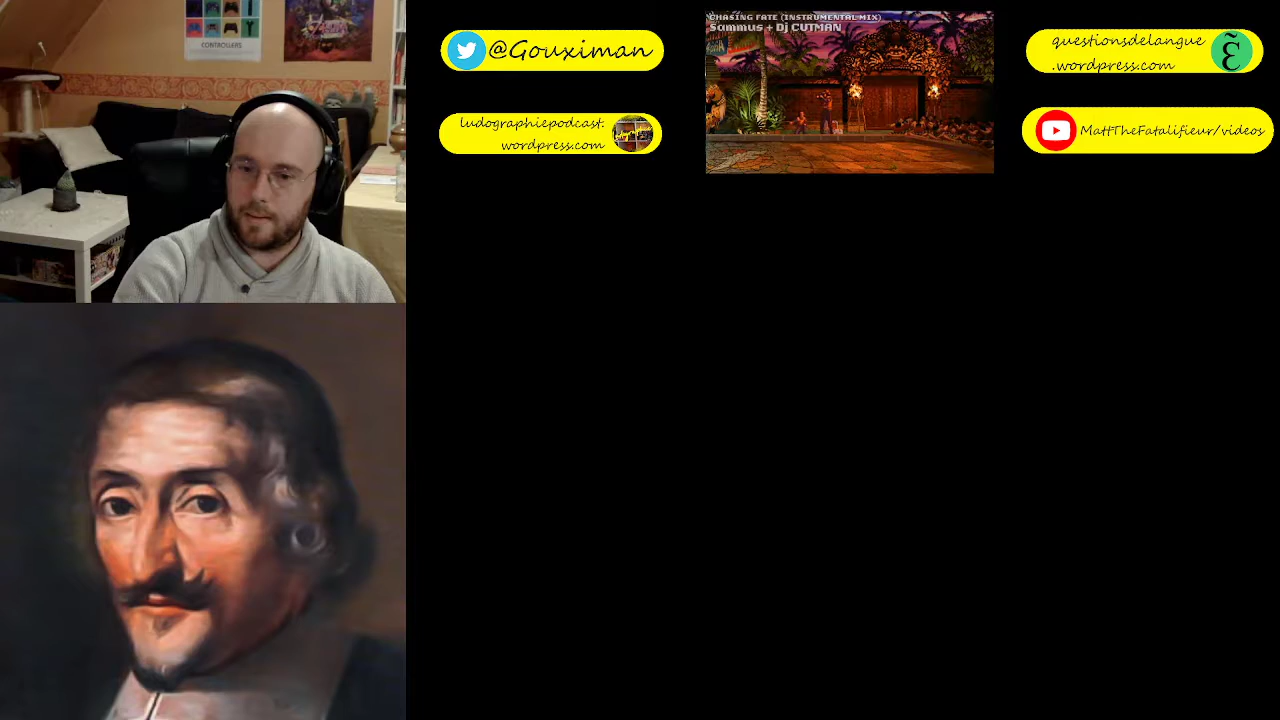 CONTROLLERS
@Gouximan
ludographiepodcast.
wordpress.com
CHASING FATE (INSTRUMENTAL MIX)
Sammus + Dj CUTMAN
questionsdelangue
.wordpress.com
ɛ̃
MattTheFatalifieur/videos